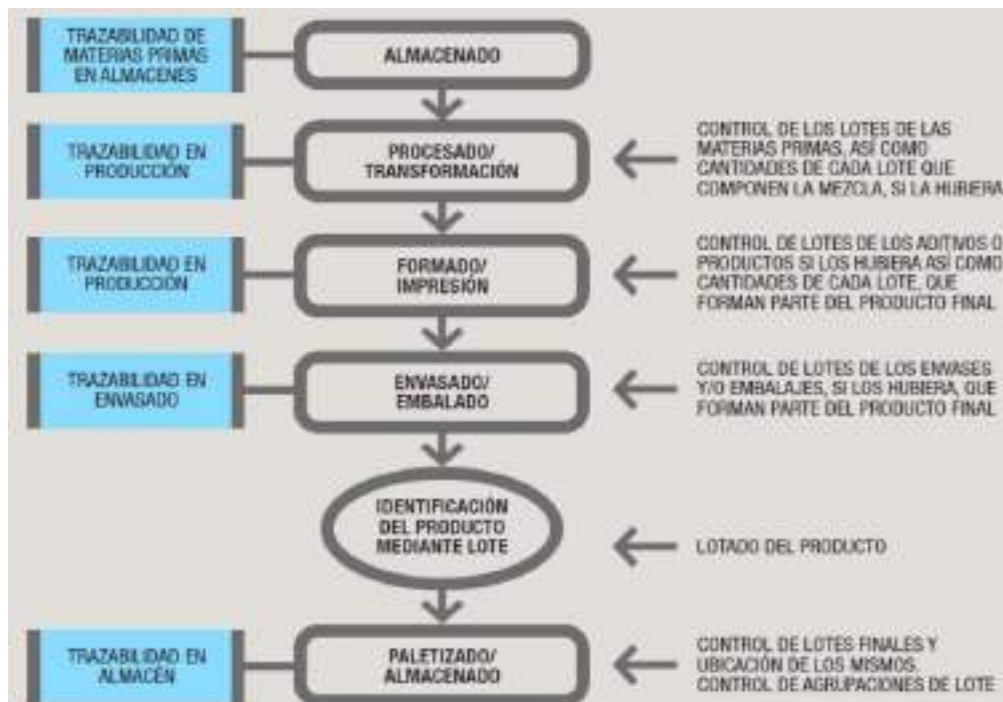 TRAZABILIDAD DE
MATERIAS PRIMAS
EN ALMACENES
ALMACENADO
TRAZABILIDAD EN
PRODUCCIÓN
PROCESADO/
TRANSFORMACIÓN
CONTROL DE LOS LOTES DE LAS
MATERIAS PRIMAS, ASÍ COMO
CANTIDADES DE CADA LOTE QUE
COMPONEN LA MEZCLA, SI LA HUBIERA
TRAZABILIDAD EN
PRODUCCIÓN
FORMADO/
IMPRESIÓN
CONTROL DE LOTES DE LOS ADITIVOS O
PRODUCTOS SI LOS HUBIERA ASÍ COMO
CANTIDADES DE CADA LOTE, QUE
FORMAN PARTE DEL PRODUCTO FINAL
TRAZABILIDAD EN
ENVASADO
ENVASADO/
EMBALADO
CONTROL DE LOTES DE LOS ENVASES
Y/O EMBALAJES, SI LOS HUBIERA, QUE
FORMAN PARTE DEL PRODUCTO FINAL
IDENTIFICACIÓN
DEL PRODUCTO
MEDIANTE LOTE
LOTADO DEL PRODUCTO
TRAZABILIDAD EN
ALMACÉN
PALETIZADO/
ALMACENADO
CONTROL DE LOTES FINALES Y
UBICACIÓN DE LOS MISMOS.
CONTROL DE AGRUPACIONES DE LOTE